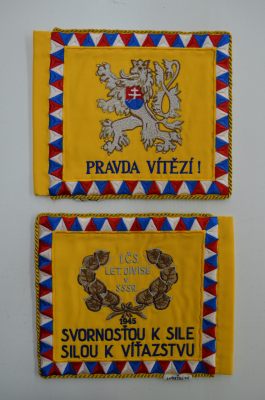 PRAVDA VÍTĚZÍ!
1. ČS.
LET. DIVISE
V
SSSR.
1945
SVORNOSŤOU K SILE
SILOU K VÍŤAZSTVU